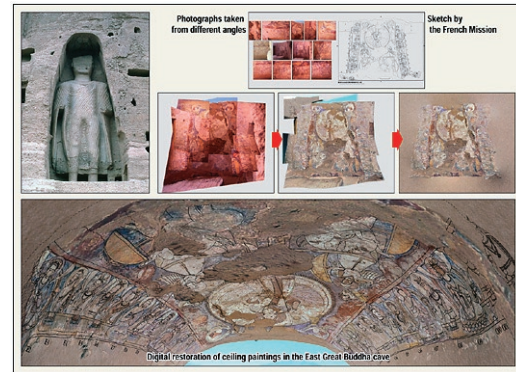 Photographs taken
from different angles
Sketch by
the French Mission
Digital restoration of ceiling paintings in the East Great Buddha cave